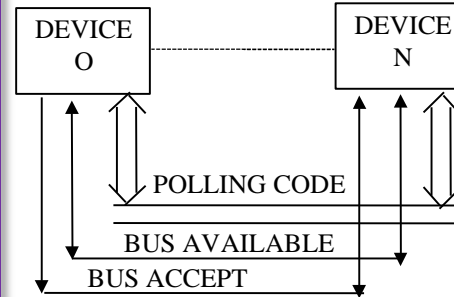 DEVICE
O
DEVICE
N
POLLING CODE
BUS AVAILABLE
BUS ACCEPT